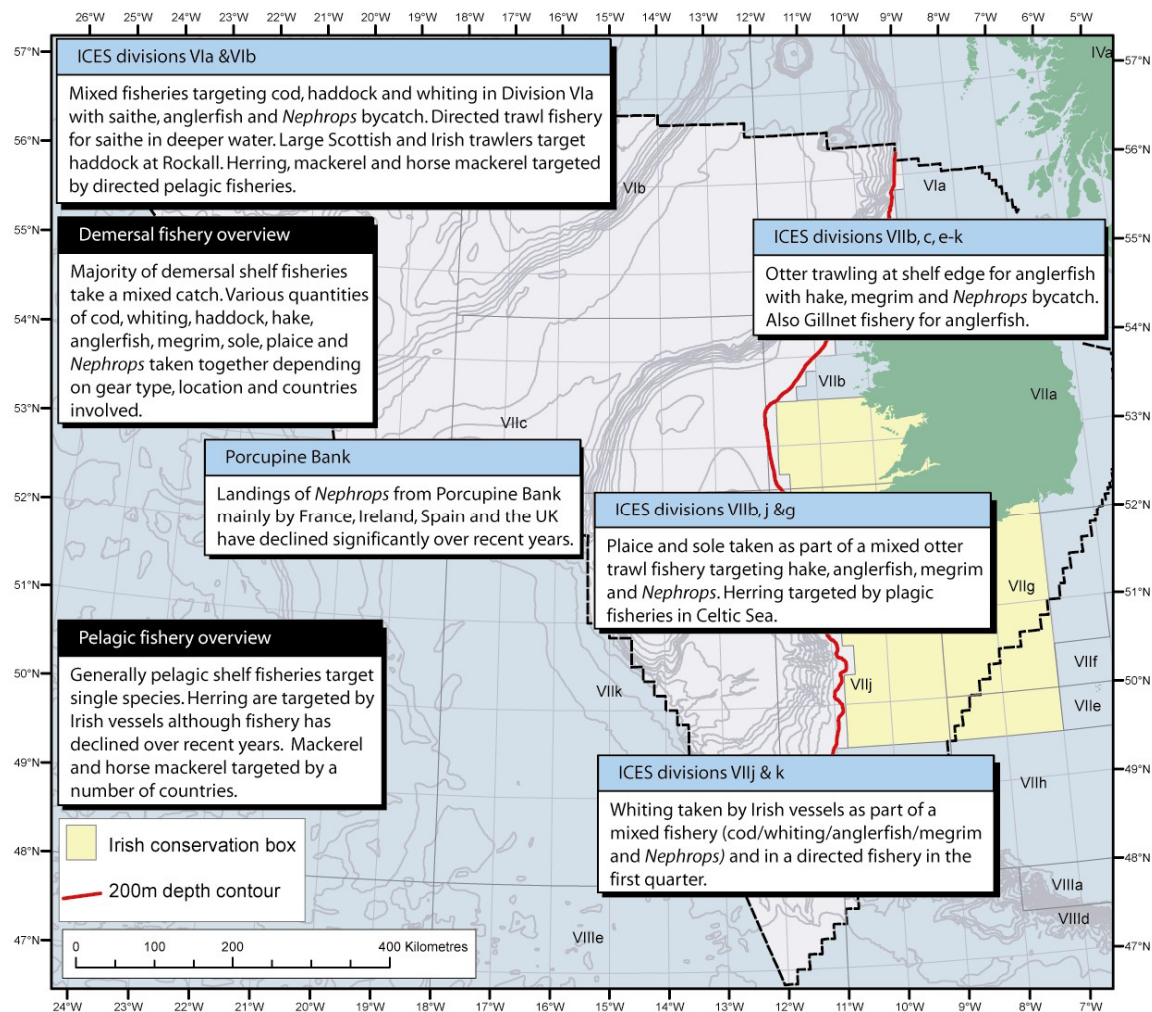 26°W 22°W 21°W 20°W 19°W 18°W 17°W 16°W 15°W 14°W 13°W 12°W 11°W 10°W 9°W 8°W 7°W 6°W 5°W
57°N
56°N
55°N
54°N
53°N
52°N
51°N
50°N
49°N
48°N
47°N
ICES divisions VIa &VIb
Mixed fisheries targeting cod, haddock and whiting in Division VIa
with saithe, anglerfish and Nephrops bycatch. Directed trawl fishery
for saithe in deeper water. Large Scottish and Irish trawlers target
haddock at Rockall. Herring, mackerel and horse mackerel targeted
by directed pelagic fisheries.
IVa
VIb
VIa
Demersal fishery overview
Majority of demersal shelf fisheries
take a mixed catch. Various quantities
of cod, whiting, haddock, hake,
anglerfish, megrim, sole, plaice and
Nephrops taken together depending
on gear type, location and countries
involved.
ICES divisions VIIb, c, e-k
Otter trawling at shelf edge for anglerfish
with hake, megrim and Nephrops bycatch.
Also Gillnet fishery for anglerfish.
VIIb
VIIa
VIIc
Porcupine Bank
Landings of Nephrops from Porcupine Bank
mainly by France, Ireland, Spain and the UK
have declined significantly over recent years.
ICES divisions VIIb, j &g
Plaice and sole taken as part of a mixed otter
trawl fishery targeting hake, anglerfish, megrim
and Nephrops. Herring targeted by plagic
fisheries in Celtic Sea.
VIIg
VIIf
VIIe
VIIj
VIIk
VIIh
Pelagic fishery overview
Generally pelagic shelf fisheries target
single species. Herring are targeted by
Irish vessels although fishery has
declined over recent years. Mackerel
and horse mackerel targeted by a
number of countries.
ICES divisions VIIj & k
Whiting taken by Irish vessels as part of a
mixed fishery (cod/whiting/anglerfish/megrim
and Nephrops) and in a directed fishery in the
first quarter.
Irish conservation box
200m depth contour
0 100 200 400 Kilometres
VIIIe
VIIIa
VIIId
57°N
56°N
55°N
54°N
53°N
52°N
51°N
50°N
49°N
48°N
47°N
24°W 23°W 22°W 21°W 20°W 19°W 18°W 17°W 16°W 15°W 14°W 13°W 12°W 11°W 10°W 9°W 8°W 7°W